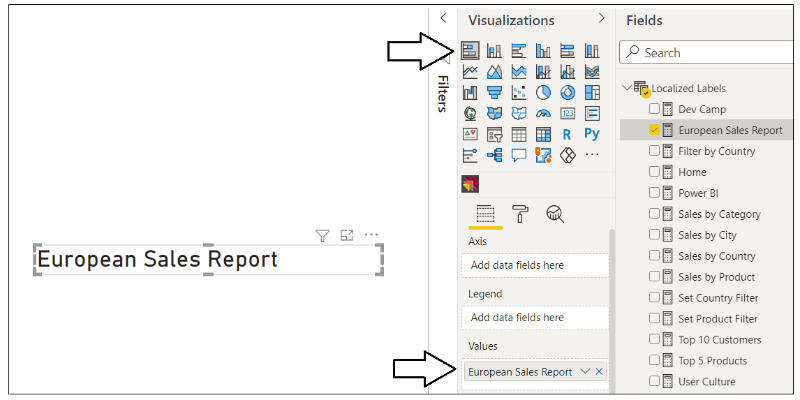 Visualizations
Fields
Search
Filters
Localized Labels
Dev Camp
European Sales Report
Filter by Country
Home
Power BI
Sales by Category
Sales by City
Sales by Country
Sales by Product
Set Country Filter
Set Product Filter
Top 10 Customers
Top 5 Products
User Culture
123
R
Py
Axis
Add data fields here
Legend
Add data fields here
Values
European Sales Report
European Sales Report